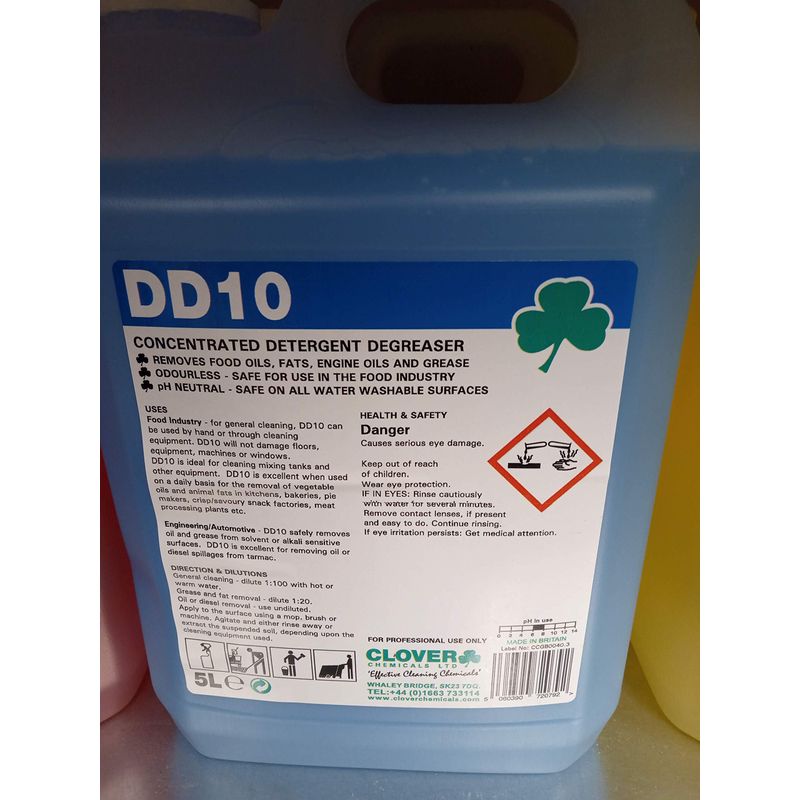 DD10
CONCENTRATED DETERGENT DEGREASER
REMOVES FOOD OILS, FATS, ENGINE OILS AND GREASE
ODOURLESS - SAFE FOR USE IN THE FOOD INDUSTRY
pH NEUTRAL - SAFE ON ALL WATER WASHABLE SURFACES
USES
Food Industry - for general cleaning, DD10 can
be used by hand or through cleaning
equipment. DD10 will not damage floors,
equipment, machines or windows.
DD10 is ideal for cleaning mixing tanks and
other equipment. DD10 is excellent when used
on a daily basis for the removal of vegetable
oils and animal fats in kitchens, bakeries, pie
makers, crisp/savoury snack factories, meat
processing plants etc.
Engineering/Automotive - DD10 safely removes
oil and grease from solvent or alkali sensitive
surfaces. DD10 is excellent for removing oil or
diesel spillages from tarmac.
DIRECTION & DILUTIONS
General cleaning - dilute 1:100 with hot or
warm water.
Grease and fat removal - dilute 1:20.
Oil or diesel removal - use undiluted.
Apply to the surface using a mop, brush or
machine. Agitate and either rinse away or
extract the suspended soil, depending upon the
cleaning equipment used.
5L e
HEALTH & SAFETY
Danger
Causes serious eye damage.
Keep out of reach
of children.
Wear eye protection.
IF IN EYES: Rinse cautiously
with water for several minutes.
Remove contact lenses, if present
and easy to do. Continue rinsing.
If eye irritation persists: Get medical attention.
FOR PROFESSIONAL USE ONLY
CLOVER
CHEMICALS LTD
'Effective Cleaning Chemicals'
WHALEY BRIDGE, SK23 7DQ.
TEL:+44 (0)1663 733114
www.cloverchemicals.com
pH in use
0 2 4 6 8 10 12 14
MADE IN BRITAIN
Label No: CCGB0040.3
5 060390 720792 >